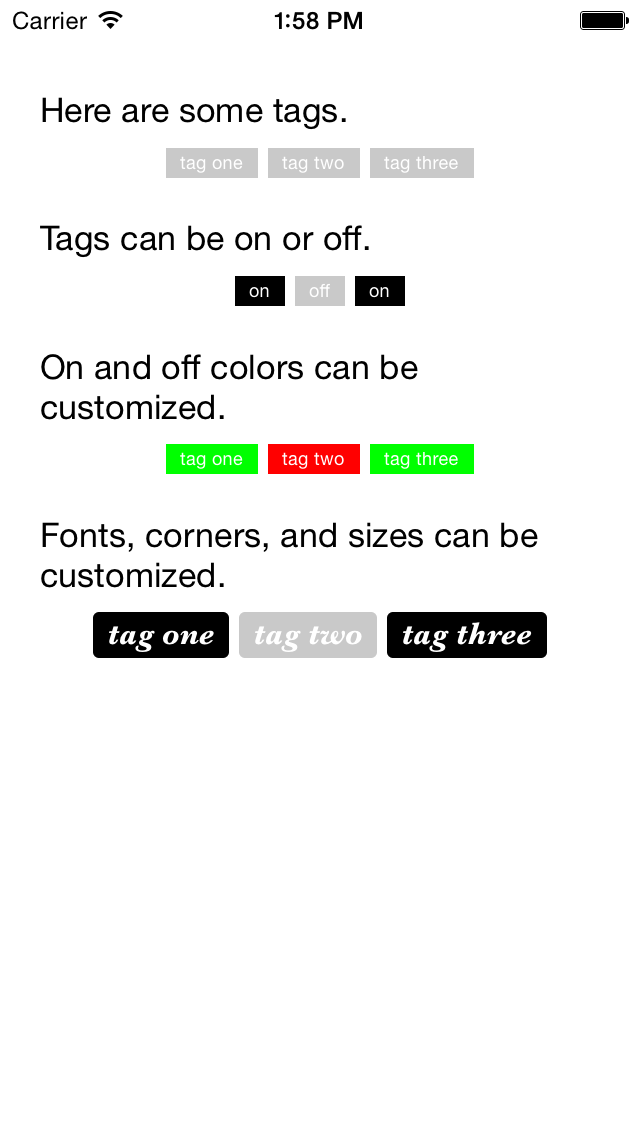 Carrier 1:58 PM
Here are some tags.
tag one tag two tag three
Tags can be on or off.
on off on
On and off colors can be
customized.
tag one tag two tag three
Fonts, corners, and sizes can be
customized.
tag one tag two tag three